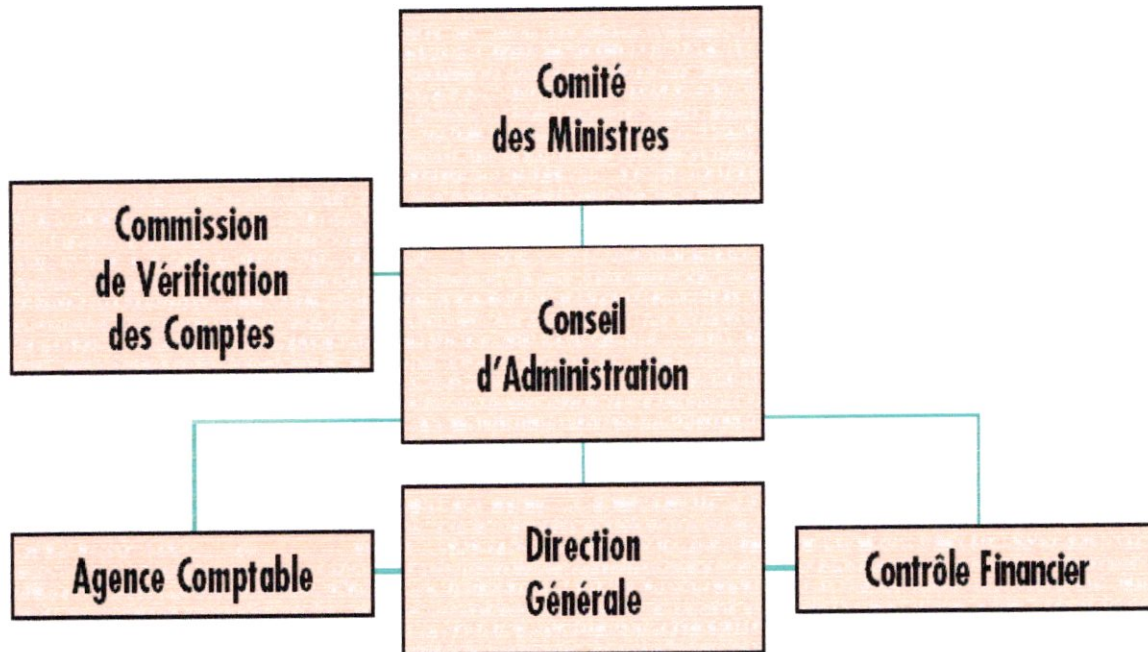 Comité
des Ministres
Commission
de Vérification
des Comptes
Conseil
d'Administration
Agence Comptable
Direction
Générale
Contrôle Financier